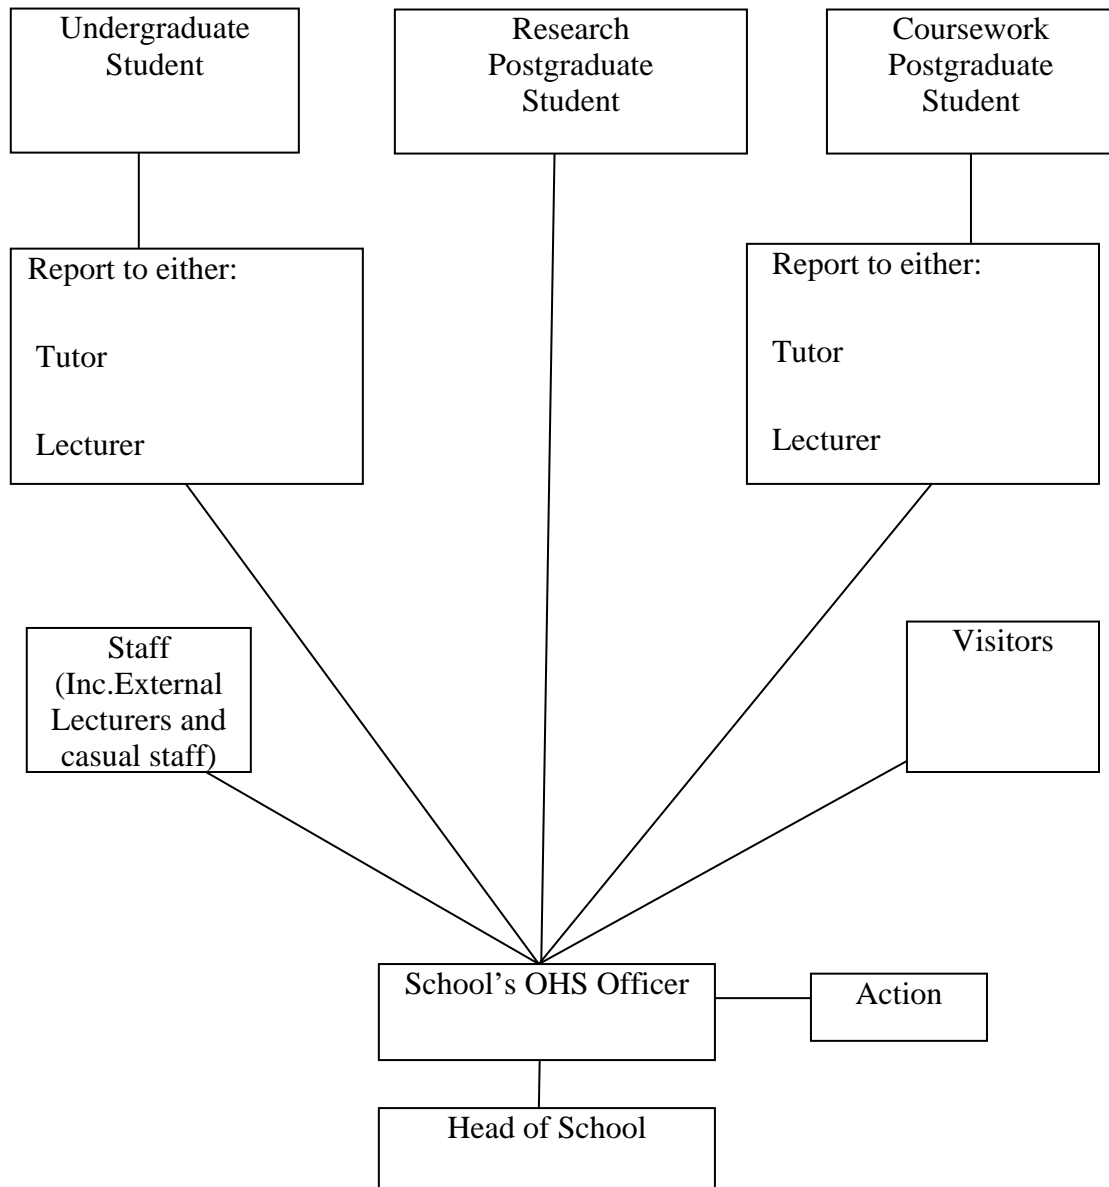 Undergraduate
Student
Research
Postgraduate
Student
Coursework
Postgraduate
Student
Report to either:
Tutor
Lecturer
Report to either:
Tutor
Lecturer
Staff
(Inc.External
Lecturers and
casual staff)
Visitors
School’s OHS Officer
Action
Head of School